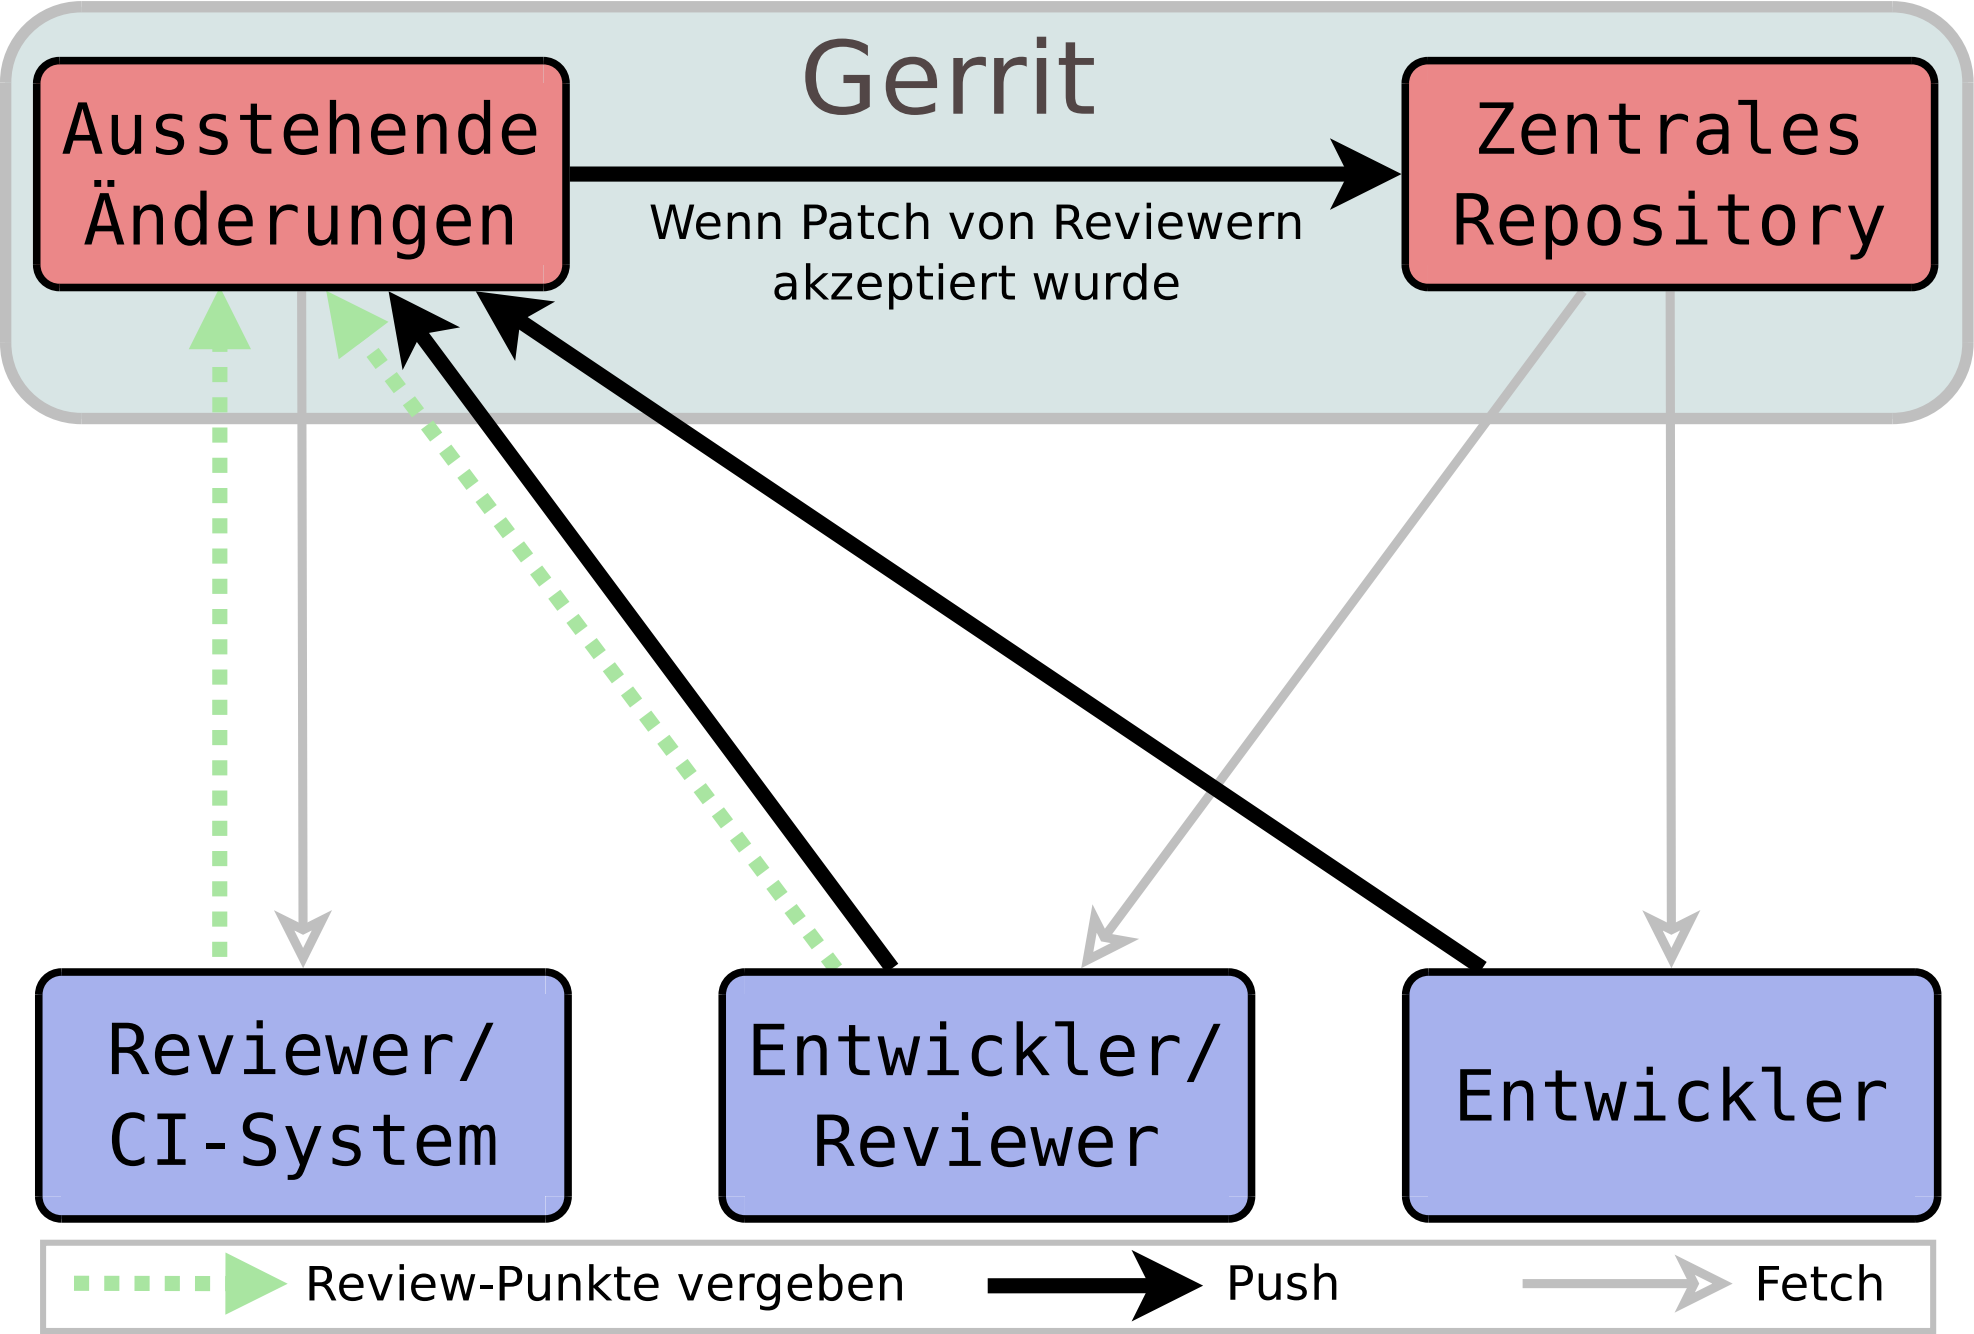 Gerrit
Ausstehende
Änderungen
Wenn Patch von Reviewern
akzeptiert wurde
Zentrales
Repository
Reviewer/
CI-System
Entwickler/
Reviewer
Entwickler
Review-Punkte vergeben
Push
Fetch